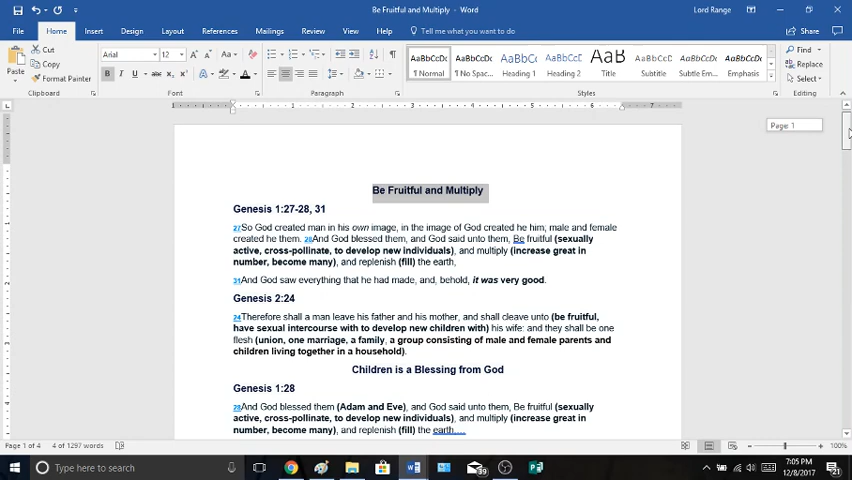 Be Fruitful and Multiply - Word
Lord Range
File Home Insert Draw Design Layout References Mailings Review View Help Tell me what you want to do Share
Paste Cut Copy Format Painter
Arial 12
AaBbCcDc ¶ Normal
AaBbCcDc ¶ No Spac...
AaBbC Heading 1
AaBbCcC Heading 2
AaBb Title
AaBbCcC Subtitle
AaBbCcDt Subtle Em...
AaBbCcDt Emphasis
Find
Replace
Select
Clipboard Font Paragraph Styles Editing
Page: 1
Be Fruitful and Multiply
Genesis 1:27-28, 31
27So God created man in his own image, in the image of God created he him; male and female
created he them. 28And God blessed them, and God said unto them, Be fruitful (sexually
active, cross-pollinate, to develop new individuals), and multiply (increase great in
number, become many), and replenish (fill) the earth,
31And God saw everything that he had made, and, behold, it was very good.
Genesis 2:24
24Therefore shall a man leave his father and his mother, and shall cleave unto (be fruitful,
have sexual intercourse with to develop new children with) his wife: and they shall be one
flesh (union, one marriage, a family, a group consisting of male and female parents and
children living together in a household).
Children is a Blessing from God
Genesis 1:28
28And God blessed them (Adam and Eve), and God said unto them, Be fruitful (sexually
active, cross-pollinate, to develop new individuals), and multiply (increase great in
number, become many), and replenish (fill) the earth....
Page 1 of 4 4 of 1297 words 100%
Type here to search
39
7:05 PM
12/8/2017
21